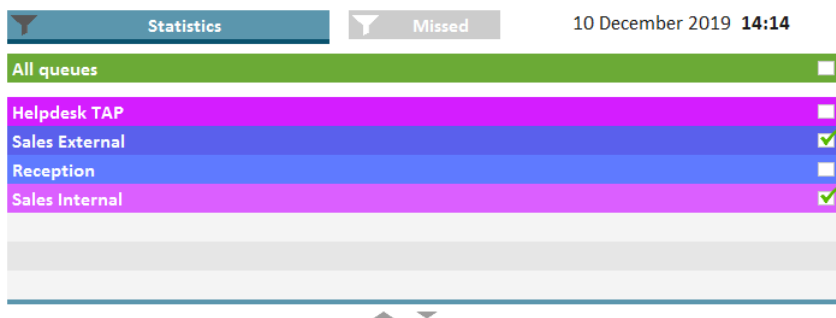 Statistics Missed 10 December 2019 14:14
All queues
Helpdesk TAP
Sales External
Reception
Sales Internal